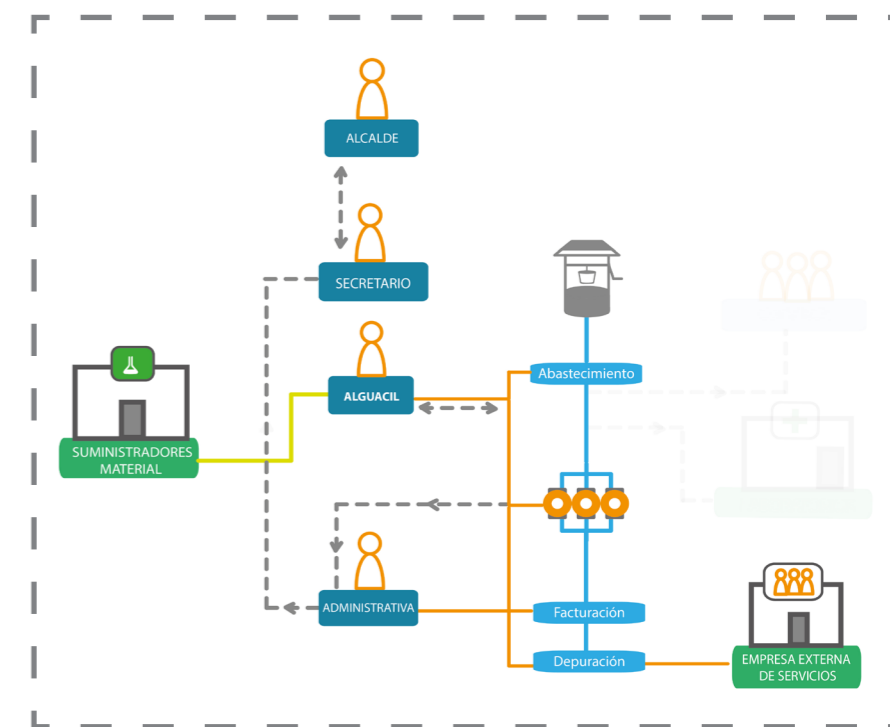 ALCALDE
SECRETARIO
Abastecimiento
ALGUACIL
SUMINISTRADORES
MATERIAL
ADMINISTRATIVA
Facturación
Depuración
EMPRESA EXTERNA
DE SERVICIOS